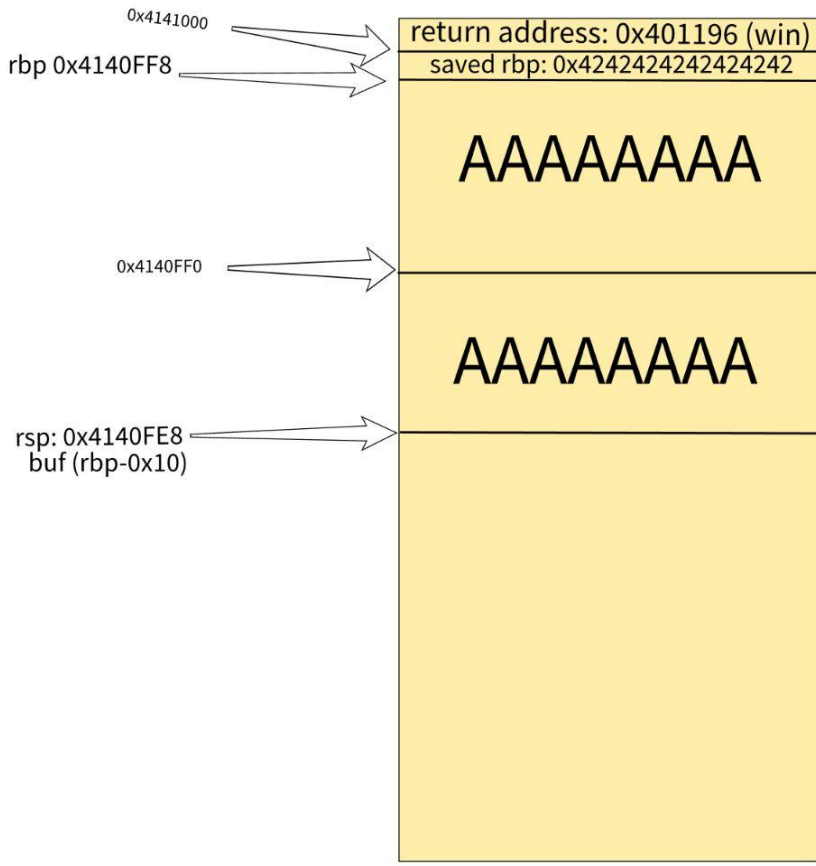 0x4141000
return address: 0x401196 (win)
rbp 0x4140FF8
saved rbp: 0x4242424242424242
AAAAAAAA
0x4140FF0
AAAAAAAA
rsp: 0x4140FE8
buf (rbp-0x10)